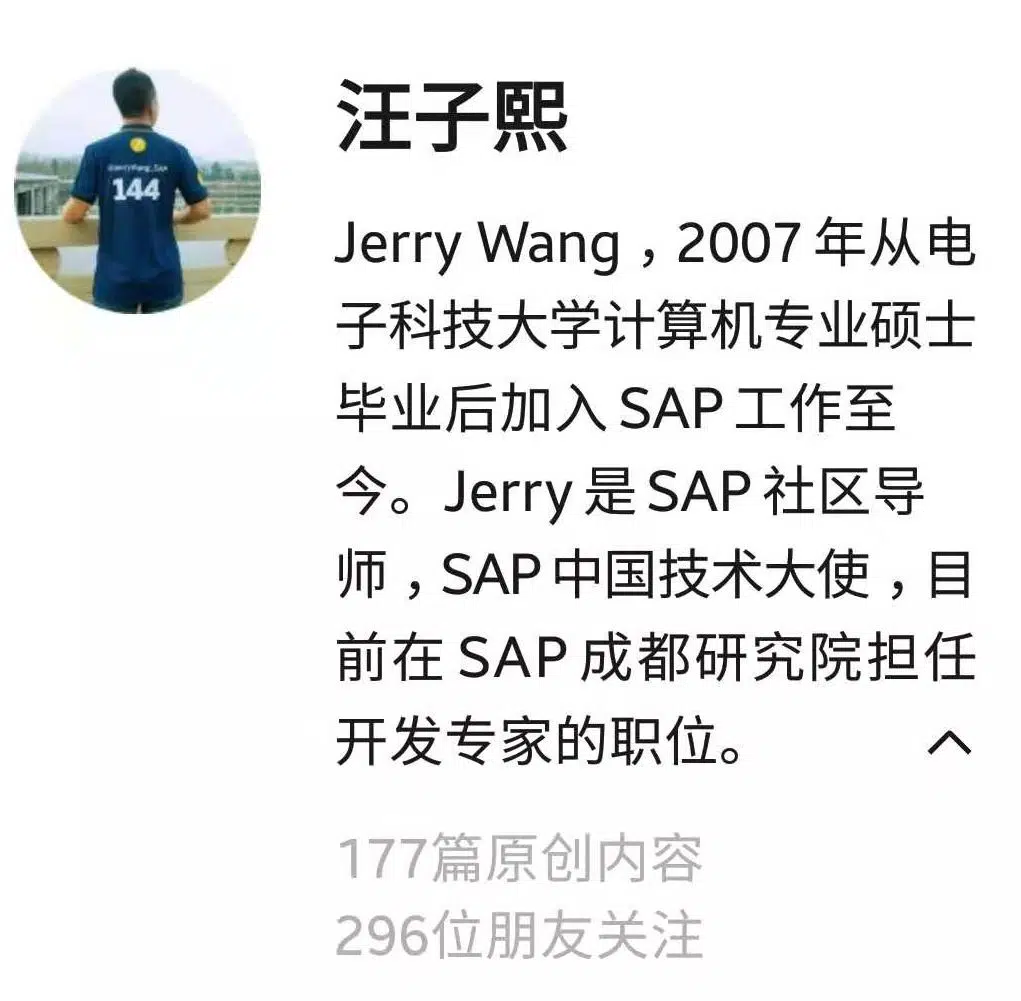 汪子熙
Jerry Wang，2007 年从电
子科技大学计算机专业硕士
毕业后加入 SAP 工作至
今。Jerry 是 SAP 社区导
师，SAP 中国技术大使，目
前在 SAP 成都研究院担任
开发专家的职位。
177篇原创内容
296位朋友关注
144